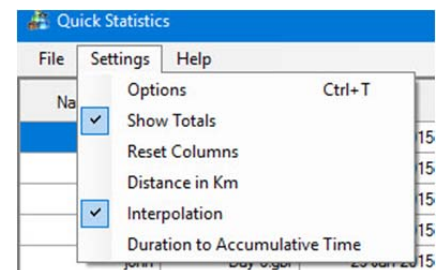 Quick Statistics
File Settings Help
Options Ctrl+T
Show Totals
Reset Columns
Distance in Km
Interpolation
Duration to Accumulative Time